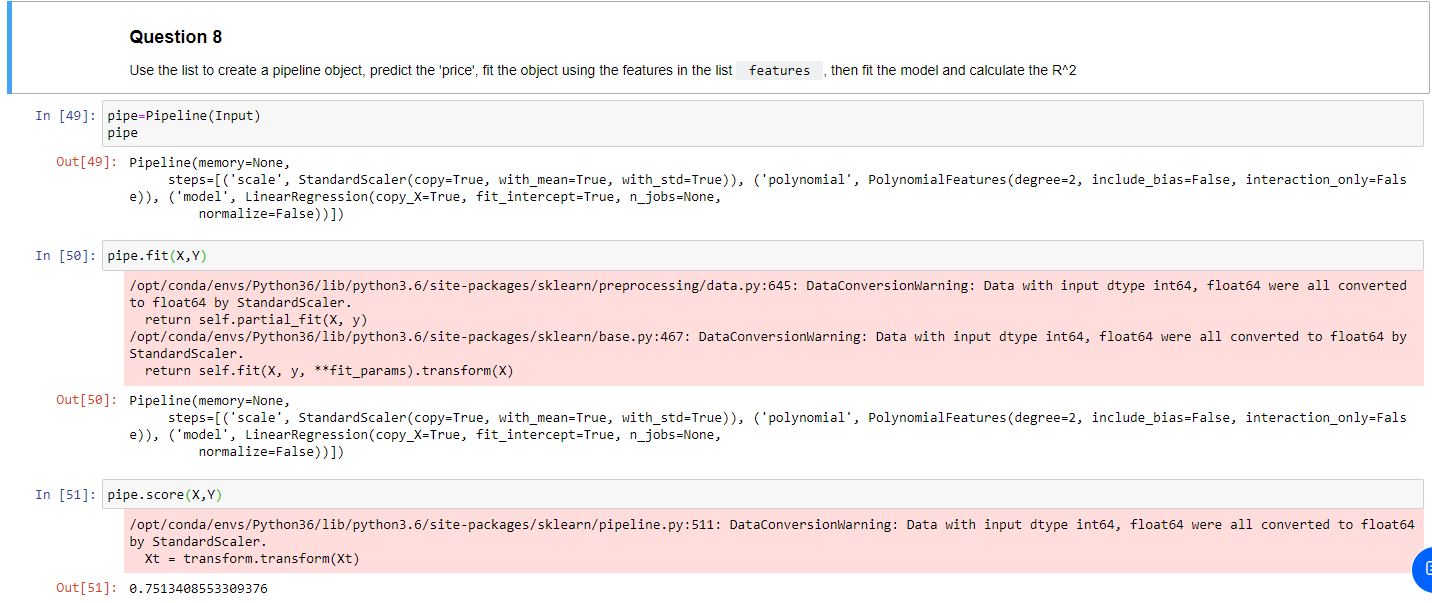 Question 8
Use the list to create a pipeline object, predict the 'price', fit the object using the features in the list features , then fit the model and calculate the R^2
In [49]: pipe=Pipeline(Input)
pipe
Out[49]: Pipeline(memory=None,
steps=[('scale', StandardScaler(copy=True, with_mean=True, with_std=True)), ('polynomial', PolynomialFeatures(degree=2, include_bias=False, interaction_only=Fals
e)), ('model', LinearRegression(copy_X=True, fit_intercept=True, n_jobs=None,
normalize=False))])
In [50]: pipe.fit(X,Y)
/opt/conda/envs/Python36/lib/python3.6/site-packages/sklearn/preprocessing/data.py:645: DataConversionWarning: Data with input dtype int64, float64 were all converted
to float64 by StandardScaler.
return self.partial_fit(X, y)
/opt/conda/envs/Python36/lib/python3.6/site-packages/sklearn/base.py:467: DataConversionWarning: Data with input dtype int64, float64 were all converted to float64 by
StandardScaler.
return self.fit(X, y, **fit_params).transform(X)
Out[50]: Pipeline(memory=None,
steps=[('scale', StandardScaler(copy=True, with_mean=True, with_std=True)), ('polynomial', PolynomialFeatures(degree=2, include_bias=False, interaction_only=Fals
e)), ('model', LinearRegression(copy_X=True, fit_intercept=True, n_jobs=None,
normalize=False))])
In [51]: pipe.score(X,Y)
/opt/conda/envs/Python36/lib/python3.6/site-packages/sklearn/pipeline.py:511: DataConversionWarning: Data with input dtype int64, float64 were all converted to float64
by StandardScaler.
Xt = transform.transform(Xt)
Out[51]: 0.7513408553309376